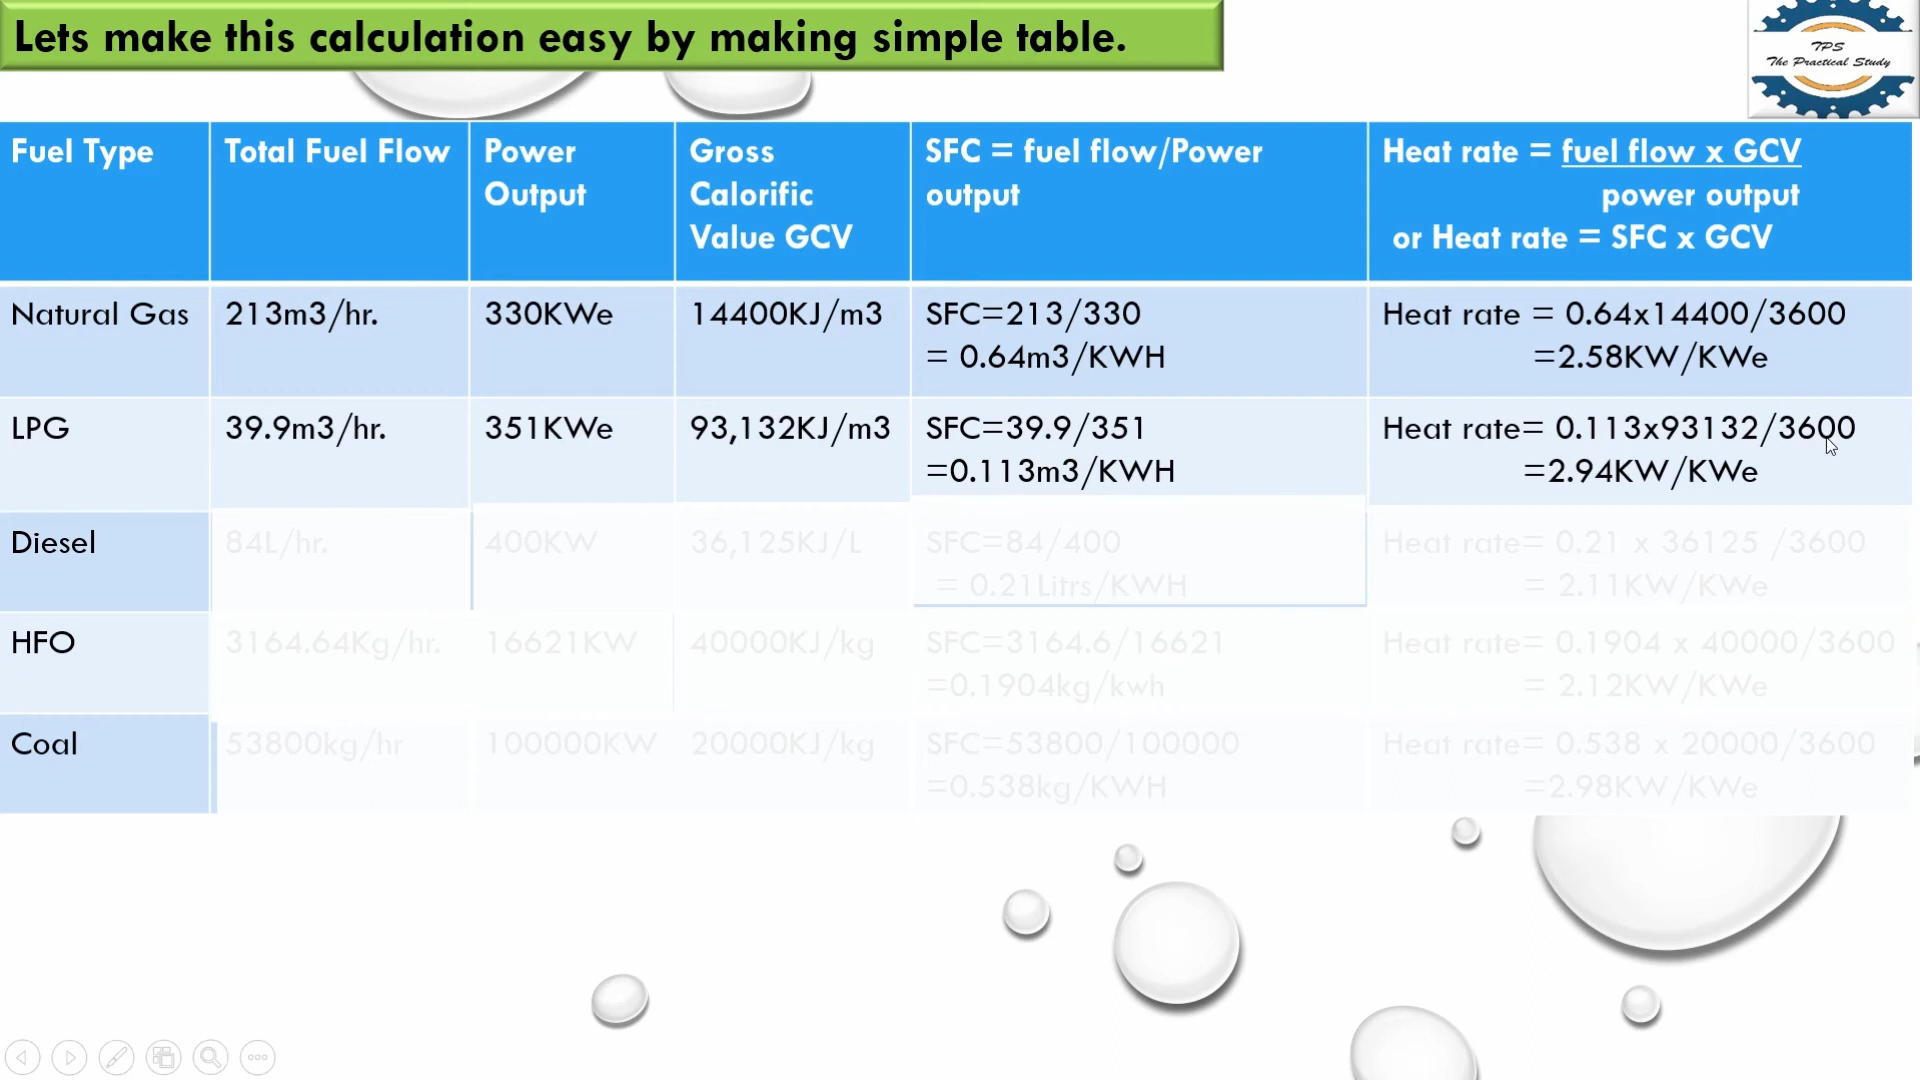 Lets make this calculation easy by making simple table.
TPS
The Practical Study
Fuel Type
Total Fuel Flow
Power
Output
Gross
Calorific
Value GCV
SFC = fuel flow/Power
output
Heat rate = fuel flow x GCV
power output
or Heat rate = SFC x GCV
Natural Gas
213m3/hr.
330KWe
14400KJ/m3
SFC=213/330
= 0.64m3/KWH
Heat rate = 0.64x14400/3600
=2.58KW/KWe
LPG
39.9m3/hr.
351KWe
93,132KJ/m3
SFC=39.9/351
=0.113m3/KWH
Heat rate= 0.113x93132/3600
=2.94KW/KWe
Diesel
84L/hr.
400KW
36,125KJ/L
SFC=84/400
= 0.21Litrs/KWH
Heat rate= 0.21 x 36125 /3600
= 2.11KW/KWe
HFO
3164.64Kg/hr.
16621KW
40000KJ/kg
SFC=3164.6/16621
=0.1904kg/kwh
Heat rate= 0.1904 x 40000/3600
= 2.12KW/KWe
Coal
53800kg/hr
100000KW
20000KJ/kg
SFC=53800/100000
=0.538kg/KWH
Heat rate= 0.538 x 20000/3600
=2.98KW/KWe